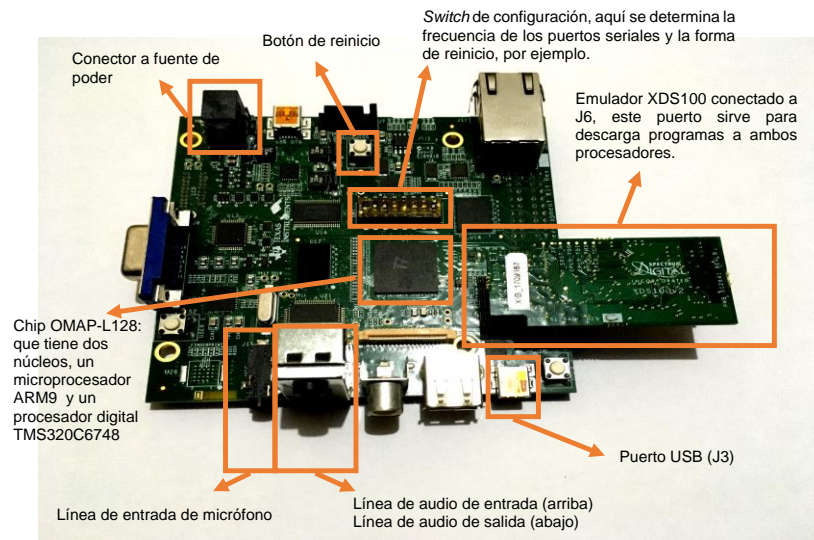 Switch de configuración, aquí se determina la
frecuencia de los puertos seriales y la forma
de reinicio, por ejemplo.
Botón de reinicio
Conector a fuente de
poder
Emulador XDS100 conectado a
J6, este puerto sirve para
descarga programas a ambos
procesadores.
TEXAS
INSTRUMENTS
SPECTRUM
DIGITAL
INCORPORATED
XDS100v2
Chip OMAP-L128:
que tiene dos
núcleos, un
microprocesador
ARM9 y un
procesador digital
TMS320C6748
Puerto USB (J3)
Línea de entrada de micrófono
Línea de audio de entrada (arriba)
Línea de audio de salida (abajo)